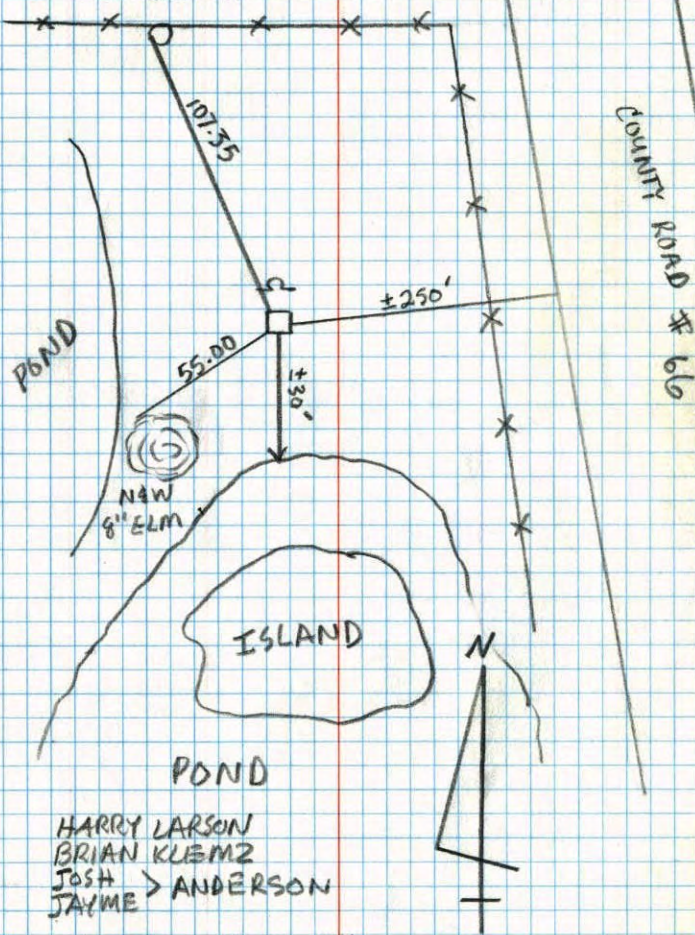 107.35
COUNTY ROAD # 66
±250'
POND
55.00
±30'
N&W
8" ELM
ISLAND
N
POND
HARRY LARSON
BRIAN KLEMZ
JOSH
JAYME > ANDERSON